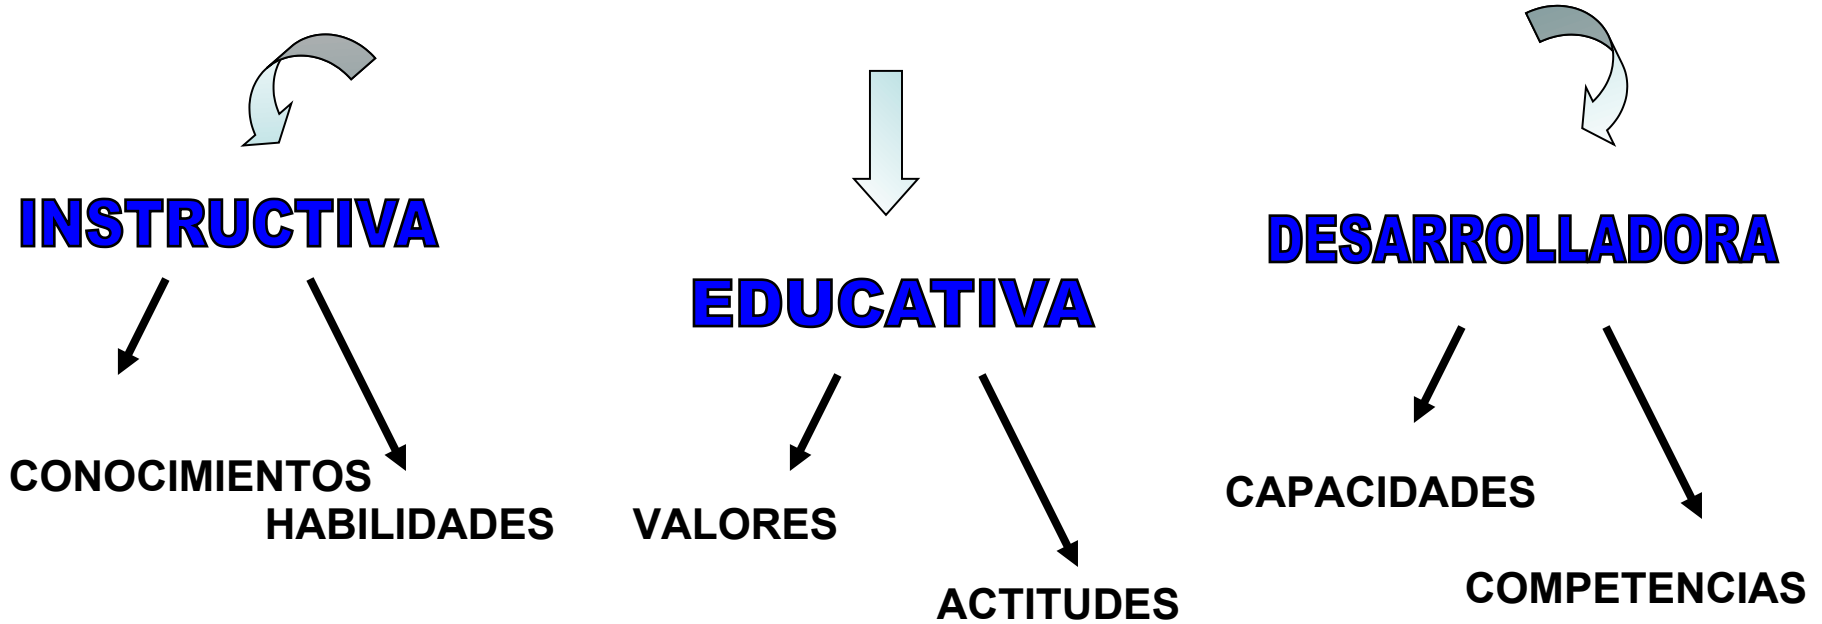 INSTRUCTIVA
CONOCIMIENTOS
HABILIDADES
EDUCATIVA
VALORES
ACTITUDES
DESARROLLADORA
CAPACIDADES
COMPETENCIAS